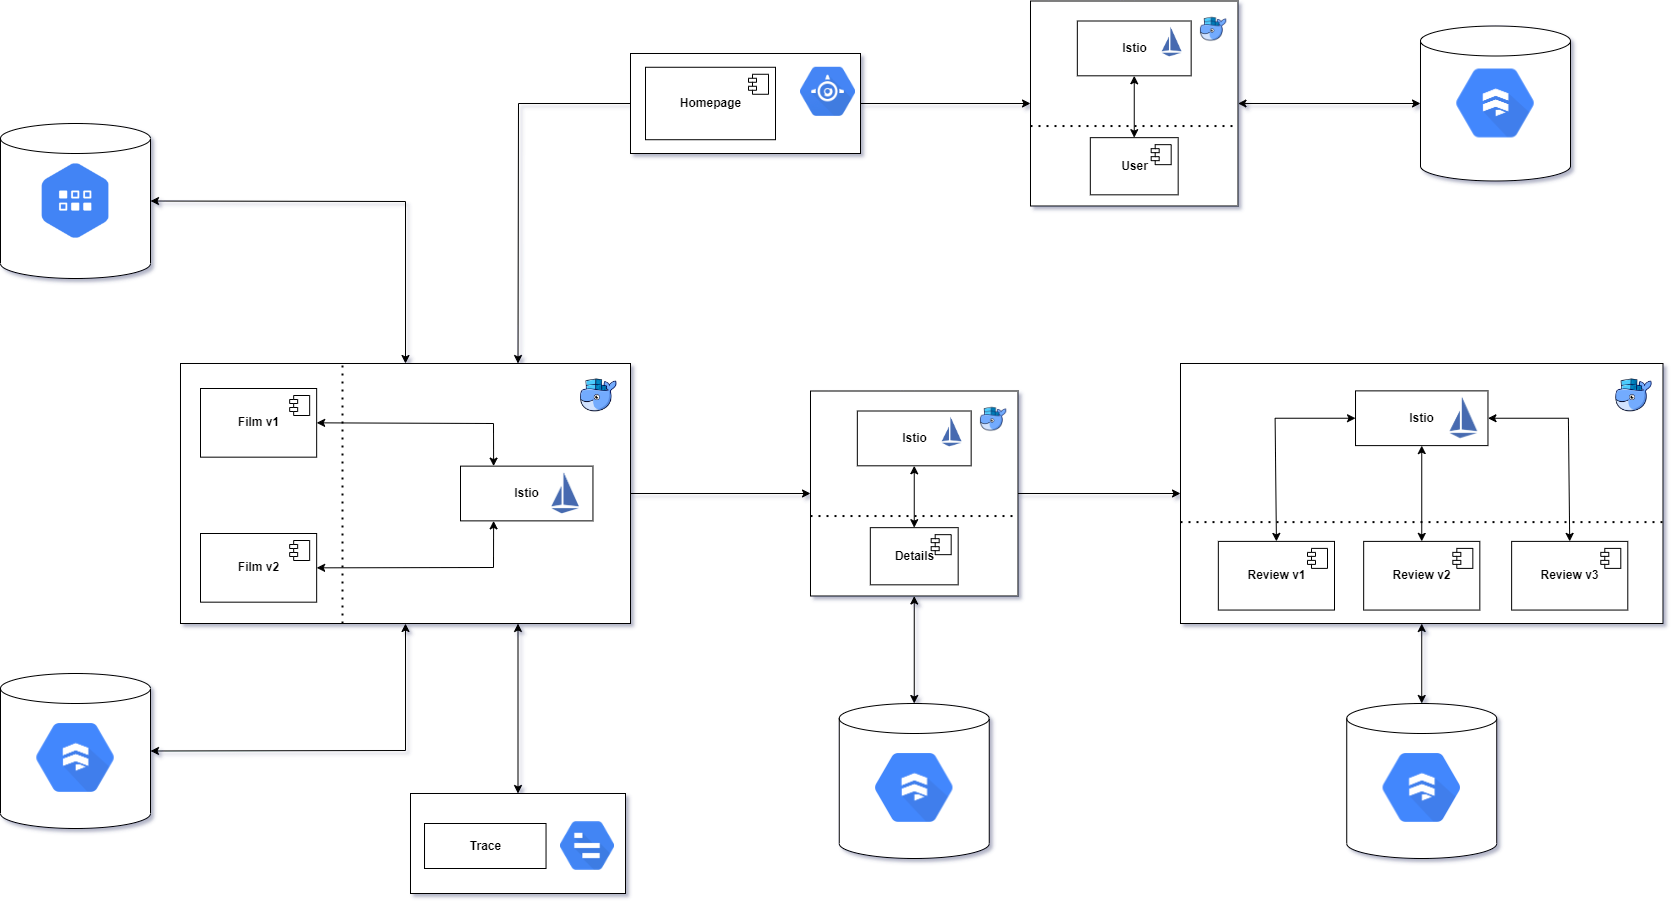 Istio
Homepage
User
Film v1
Istio
Film v2
Istio
Details
Istio
Review v1
Review v2
Review v3
Trace